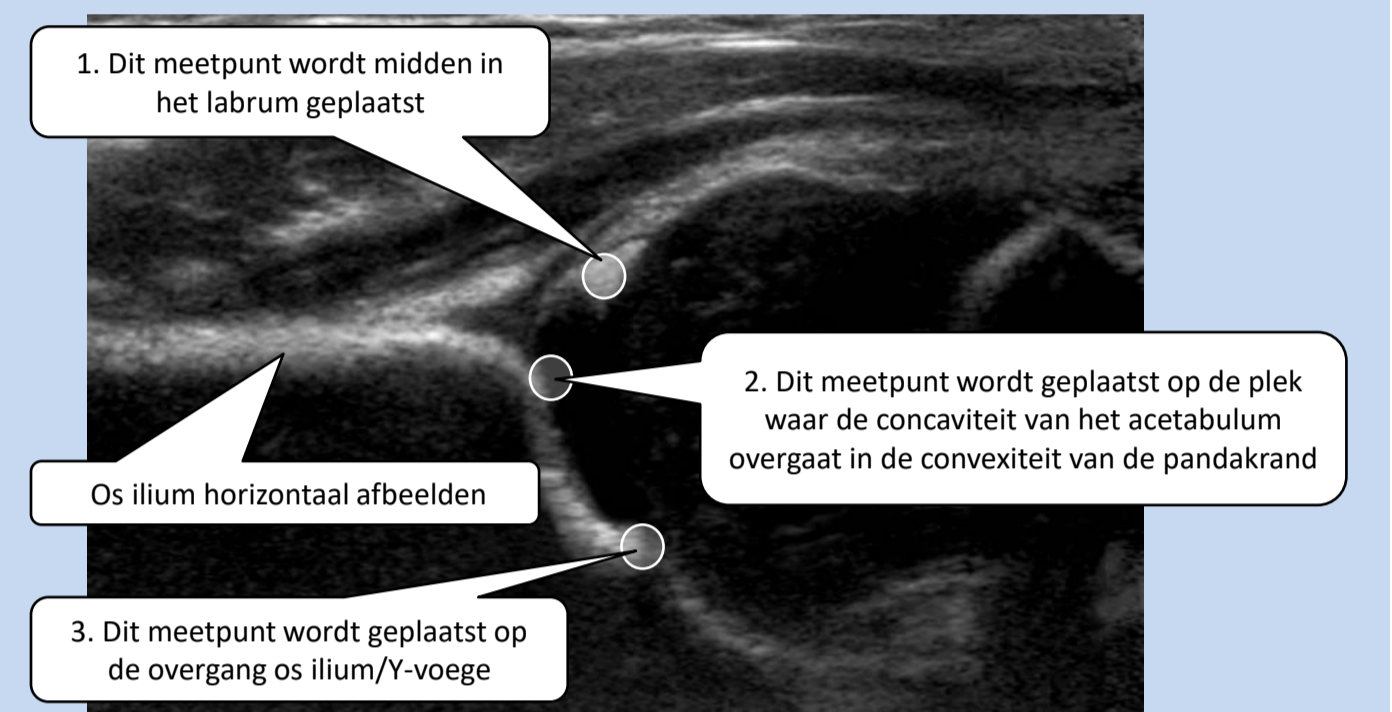 1. Dit meetpunt wordt midden in
het labrum geplaatst
2. Dit meetpunt wordt geplaatst op de plek
waar de concaviteit van het acetabulum
overgaat in de convexiteit van de pandakrand
Os ilium horizontaal afbeelden
3. Dit meetpunt wordt geplaatst op
de overgang os ilium/Y-voege